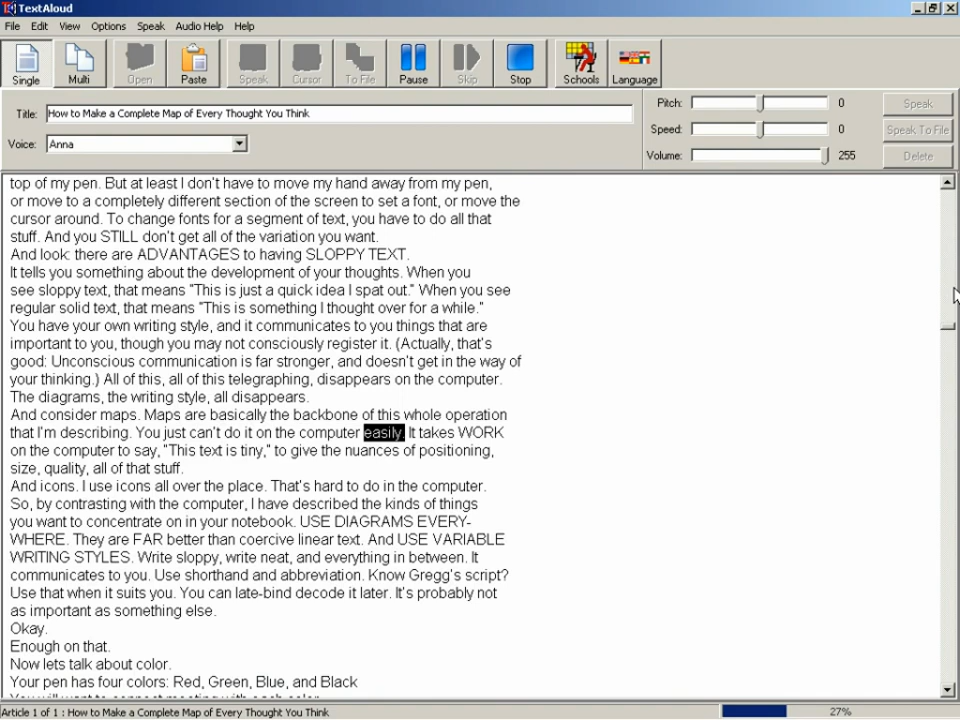 TextAloud
File Edit View Options Speak Audio Help Help
Single Multi Open Paste Speak Cursor To File Pause Skip Stop Schools Language
Title: How to Make a Complete Map of Every Thought You Think
Voice: Anna
Pitch: 0 Speak
Speed: 0 Speak To File
Volume: 255 Delete
top of my pen. But at least I don't have to move my hand away from my pen,
or move to a completely different section of the screen to set a font, or move the
cursor around. To change fonts for a segment of text, you have to do all that
stuff. And you STILL don't get all of the variation you want.
And look: there are ADVANTAGES to having SLOPPY TEXT.
It tells you something about the development of your thoughts. When you
see sloppy text, that means "This is just a quick idea I spat out." When you see
regular solid text, that means "This is something I thought over for a while."
You have your own writing style, and it communicates to you things that are
important to you, though you may not consciously register it. (Actually, that's
good: Unconscious communication is far stronger, and doesn't get in the way of
your thinking.) All of this, all of this telegraphing, disappears on the computer.
The diagrams, the writing style, all disappears.
And consider maps. Maps are basically the backbone of this whole operation
that I'm describing. You just can't do it on the computer easily. It takes WORK
on the computer to say, "This text is tiny," to give the nuances of positioning,
size, quality, all of that stuff.
And icons. I use icons all over the place. That's hard to do in the computer.
So, by contrasting with the computer, I have described the kinds of things
you want to concentrate on in your notebook. USE DIAGRAMS EVERY-
WHERE. They are FAR better than coercive linear text. And USE VARIABLE
WRITING STYLES. Write sloppy, write neat, and everything in between. It
communicates to you. Use shorthand and abbreviation. Know Gregg's script?
Use that when it suits you. You can late-bind decode it later. It's probably not
as important as something else.
Okay.
Enough on that.
Now lets talk about color.
Your pen has four colors: Red, Green, Blue, and Black
Article 1 of 1 : How to Make a Complete Map of Every Thought You Think 27%